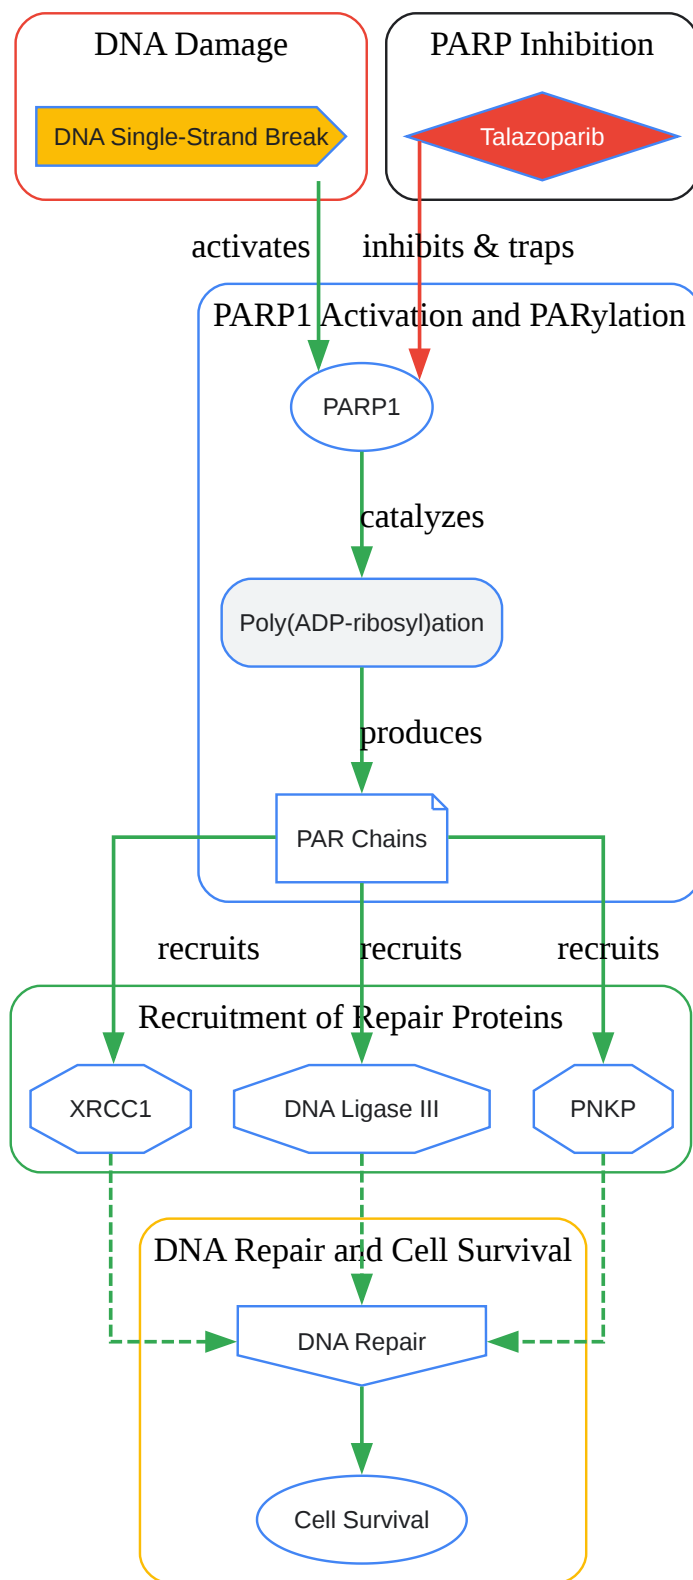 DNA Damage
PARP Inhibition
DNA Single-Strand Break
Talazoparib
activates
inhibits & traps
PARP1 Activation and PARylation
PARP1
catalyzes
Poly(ADP-ribosyl)ation
produces
PAR Chains
recruits
recruits
recruits
Recruitment of Repair Proteins
XRCC1
DNA Ligase III
PNKP
DNA Repair and Cell Survival
DNA Repair
Cell Survival